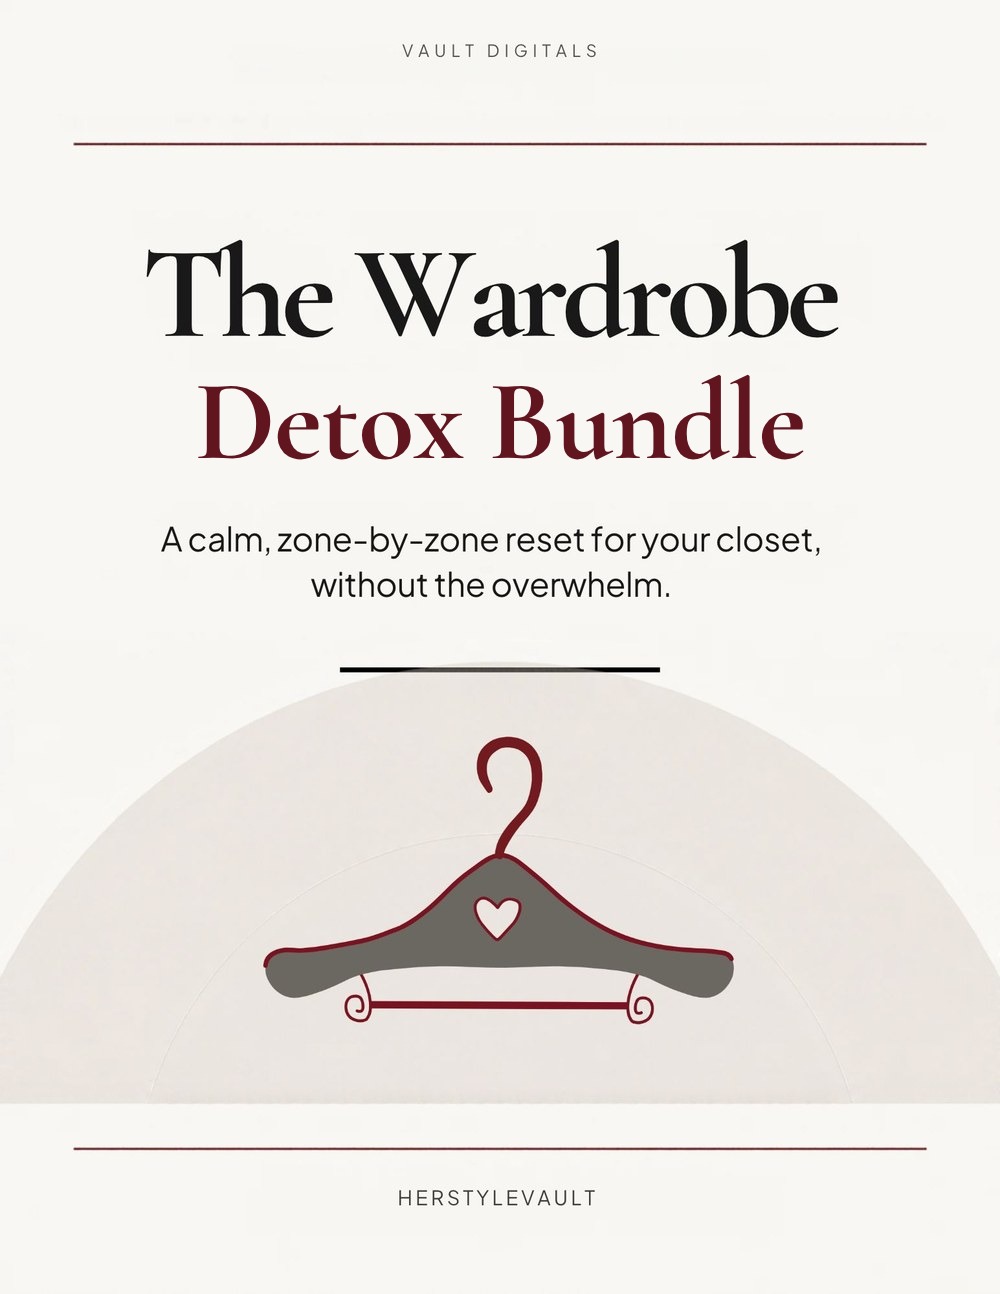 VAULT DIGITALS
The Wardrobe
Detox Bundle
A calm, zone-by-zone reset for your closet,
without the overwhelm.
HERSTYLEVAULT